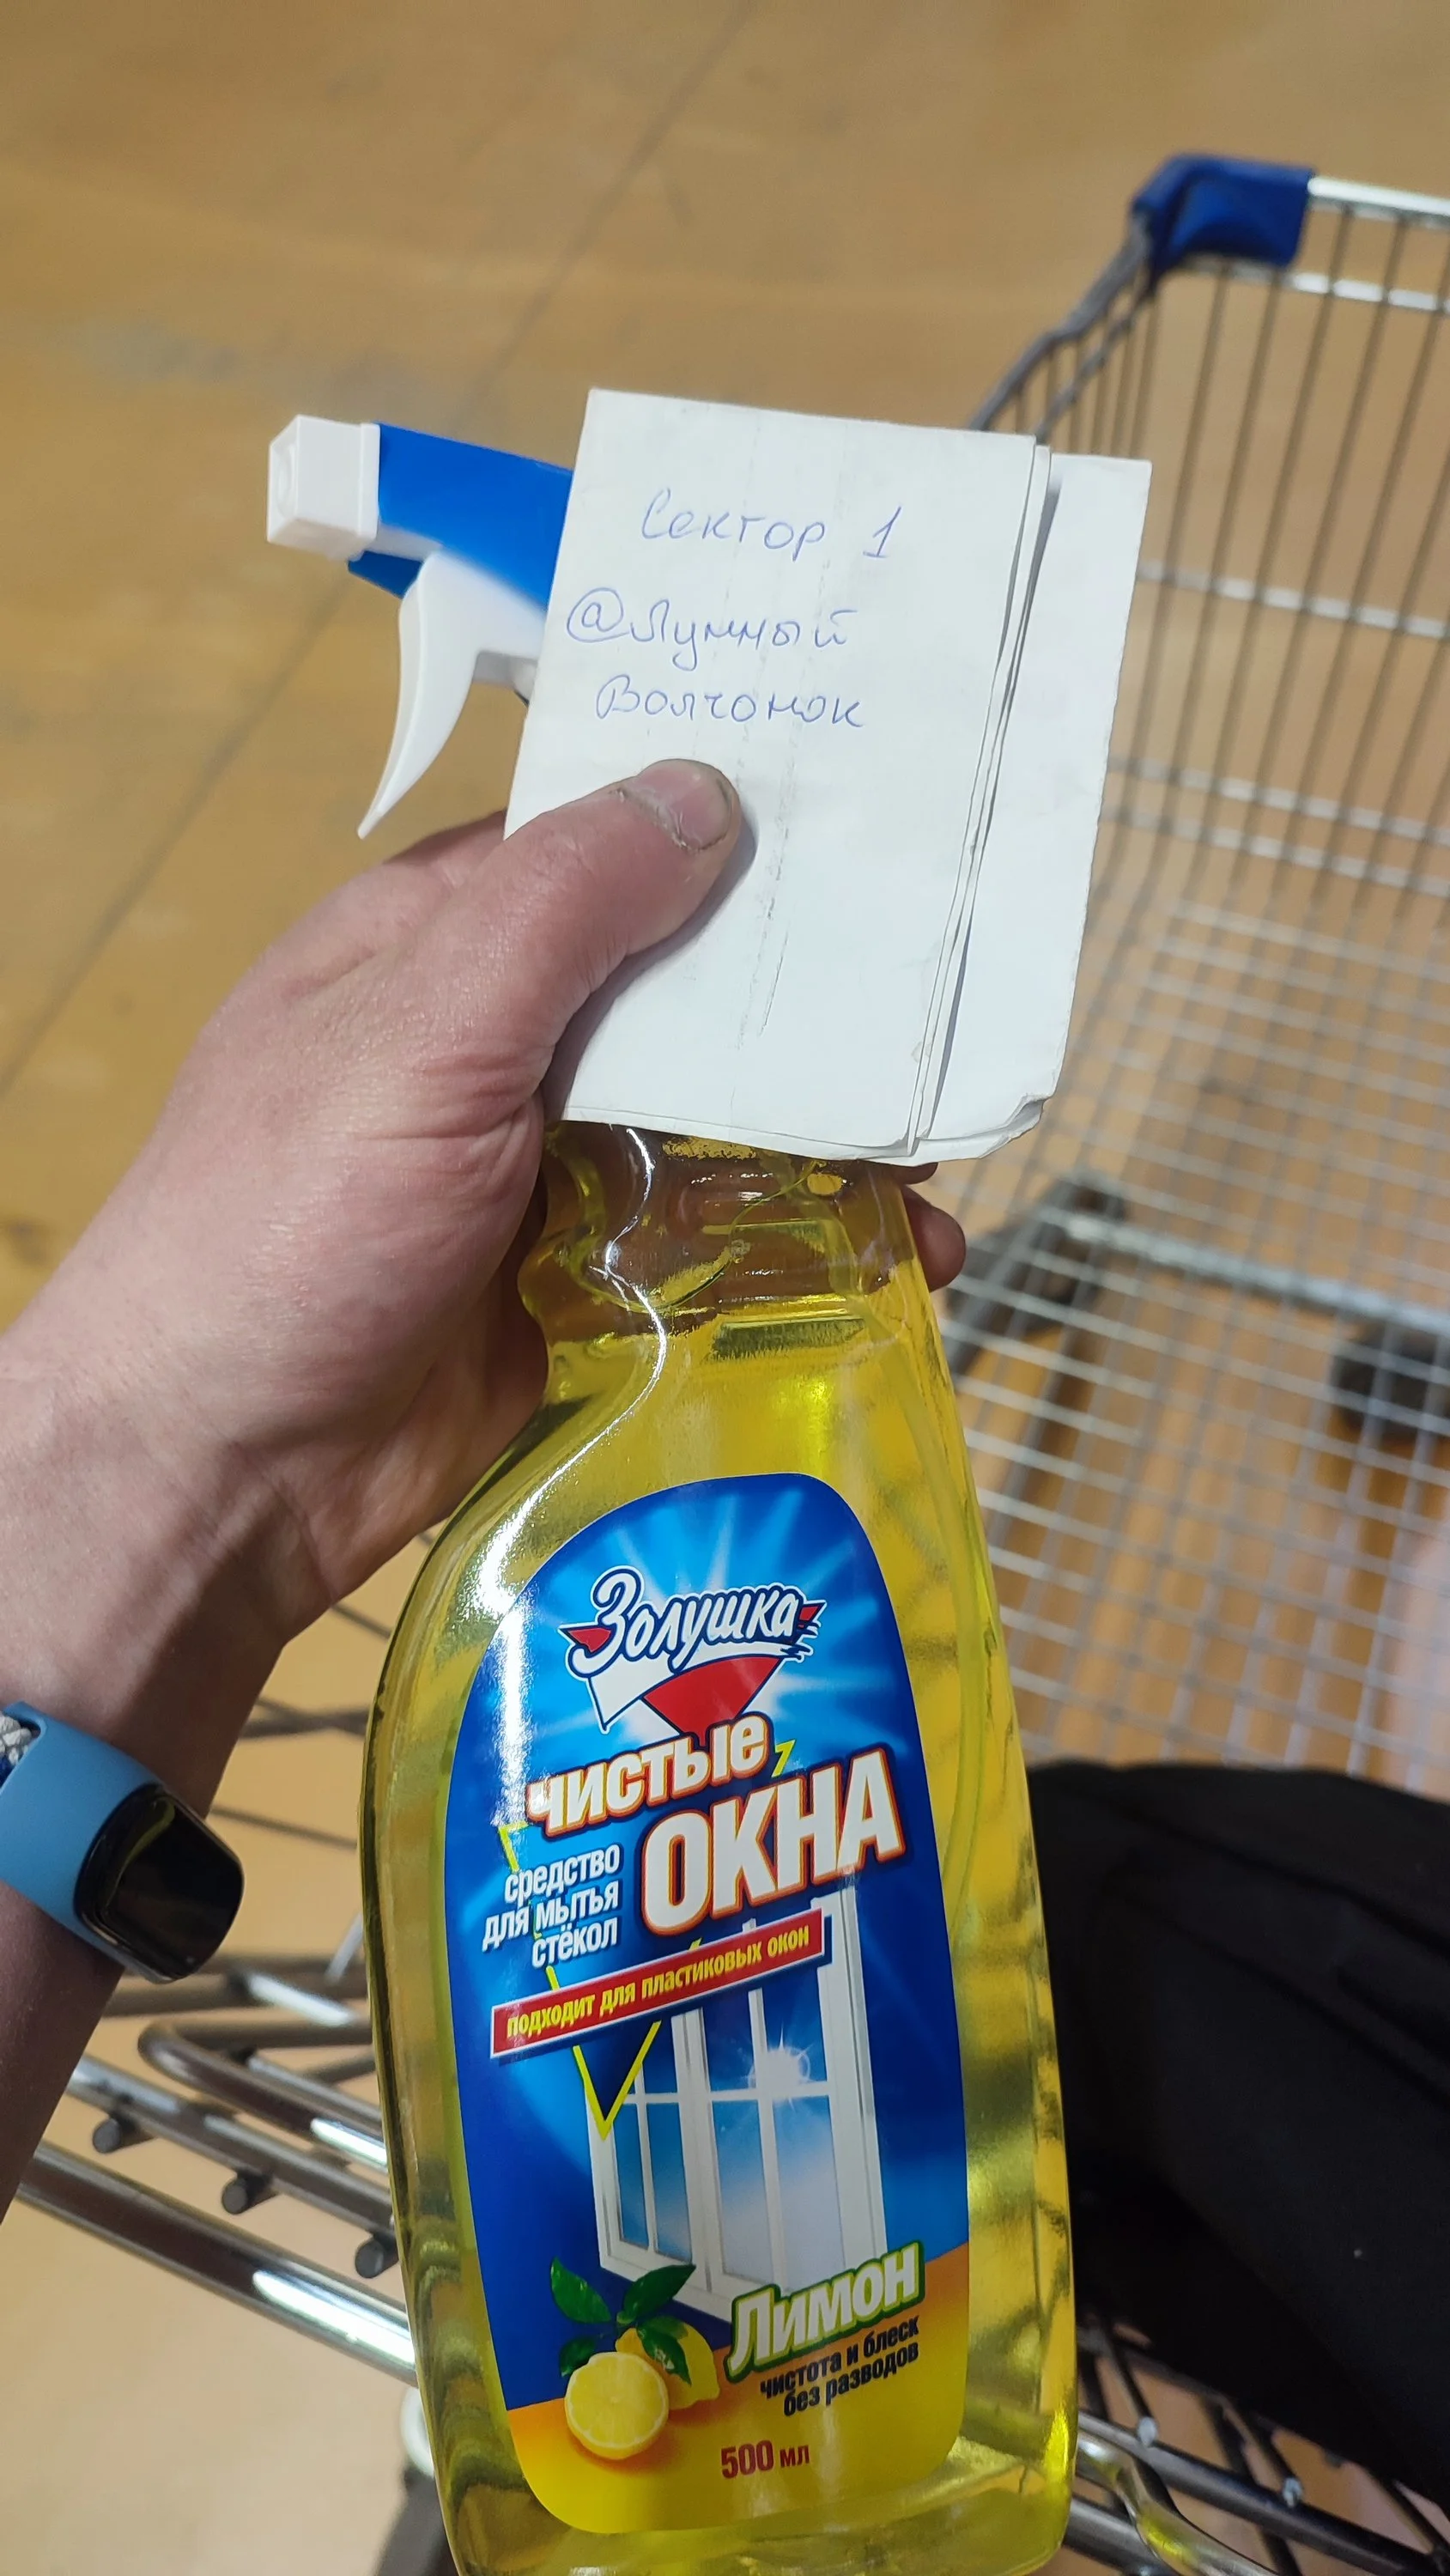 Сектор 1
@Лунный
Волчонок
Золушка
чистые
ОКНА
средство
для мытья
стёкол
подходит для пластиковых окон
Лимон
чистота и блеск
без разводов
500 мл